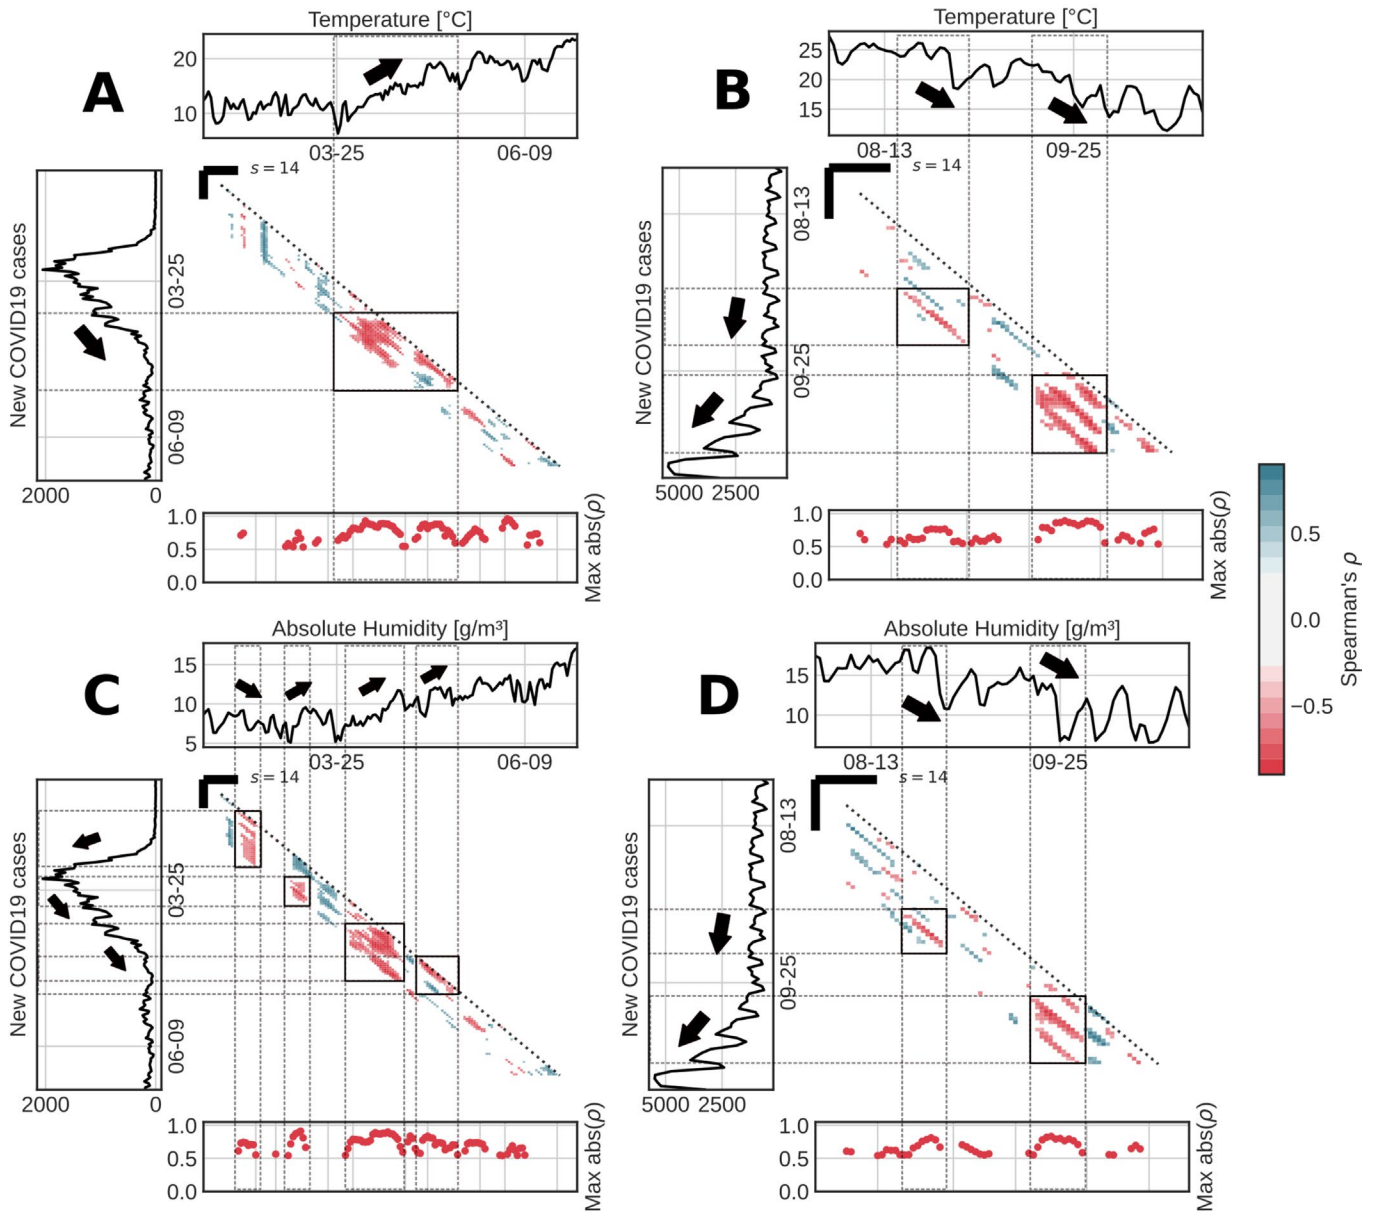 Temperature [°C]
A
20
10
03-25
06-09
s = 14
New COVID19 cases
03-25
06-09
2000
0
1.0
0.5
0.0
Max abs(ρ)
Temperature [°C]
B
25
20
15
08-13
09-25
s = 14
New COVID19 cases
08-13
09-25
5000
2500
1.0
0.5
0.0
Max abs(ρ)
0.5
0.0
−0.5
Spearman's ρ
Absolute Humidity [g/m³]
C
15
10
5
03-25
06-09
s = 14
New COVID19 cases
03-25
06-09
2000
0
1.0
0.5
0.0
Max abs(ρ)
Absolute Humidity [g/m³]
D
15
10
08-13
09-25
s = 14
New COVID19 cases
08-13
09-25
5000
2500
1.0
0.5
0.0
Max abs(ρ)